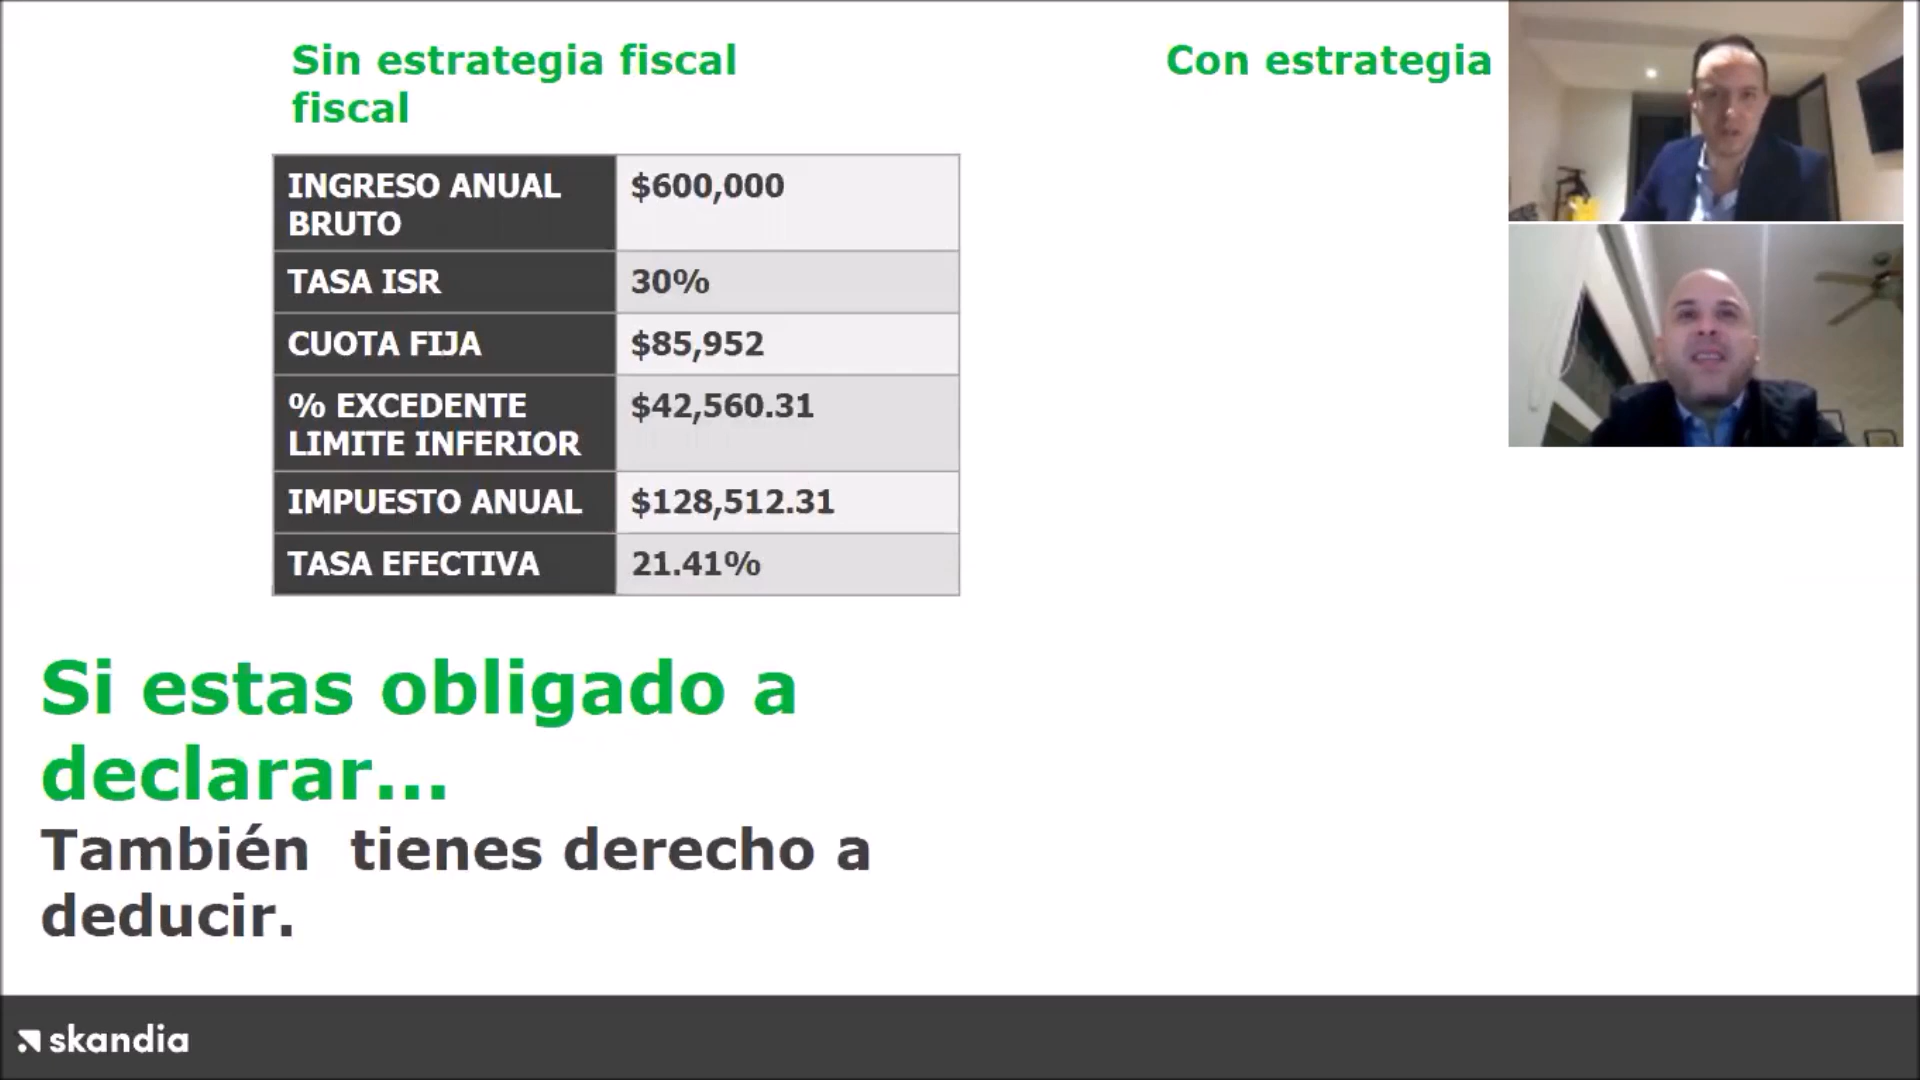 Sin estrategia fiscal
Con estrategia
fiscal
INGRESO ANUAL
BRUTO
$600,000
TASA ISR
30%
CUOTA FIJA
$85,952
% EXCEDENTE
LIMITE INFERIOR
$42,560.31
IMPUESTO ANUAL
$128,512.31
TASA EFECTIVA
21.41%
Si estas obligado a
declarar...
También  tienes derecho a
deducir.
skandia